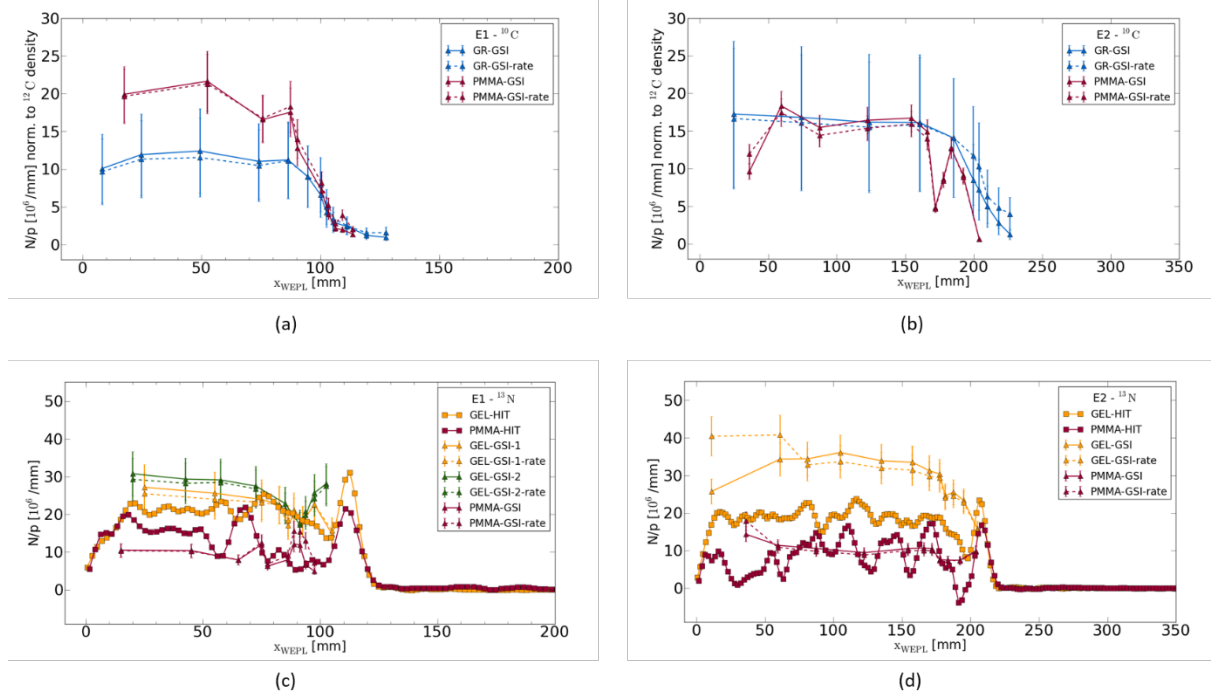 E1 - ¹⁰C
GR-GSI
GR-GSI-rate
PMMA-GSI
PMMA-GSI-rate
N/p [10⁶ /mm] norm. to ¹²C density
30
25
20
15
10
5
0
0 50 100 150 200
x_WEPL [mm]
(a)
E2 - ¹⁰C
GR-GSI
GR-GSI-rate
PMMA-GSI
PMMA-GSI-rate
N/p [10⁶ /mm] norm. to ¹²C density
30
25
20
15
10
5
0
0 50 100 150 200 250 300 350
x_WEPL [mm]
(b)
E1 - ¹³N
GEL-HIT
PMMA-HIT
GEL-GSI-1
GEL-GSI-1-rate
GEL-GSI-2
GEL-GSI-2-rate
PMMA-GSI
PMMA-GSI-rate
N/p [10⁶ /mm]
50
40
30
20
10
0
0 50 100 150 200
x_WEPL [mm]
(c)
E2 - ¹³N
GEL-HIT
PMMA-HIT
GEL-GSI
GEL-GSI-rate
PMMA-GSI
PMMA-GSI-rate
N/p [10⁶ /mm]
50
40
30
20
10
0
0 50 100 150 200 250 300 350
x_WEPL [mm]
(d)